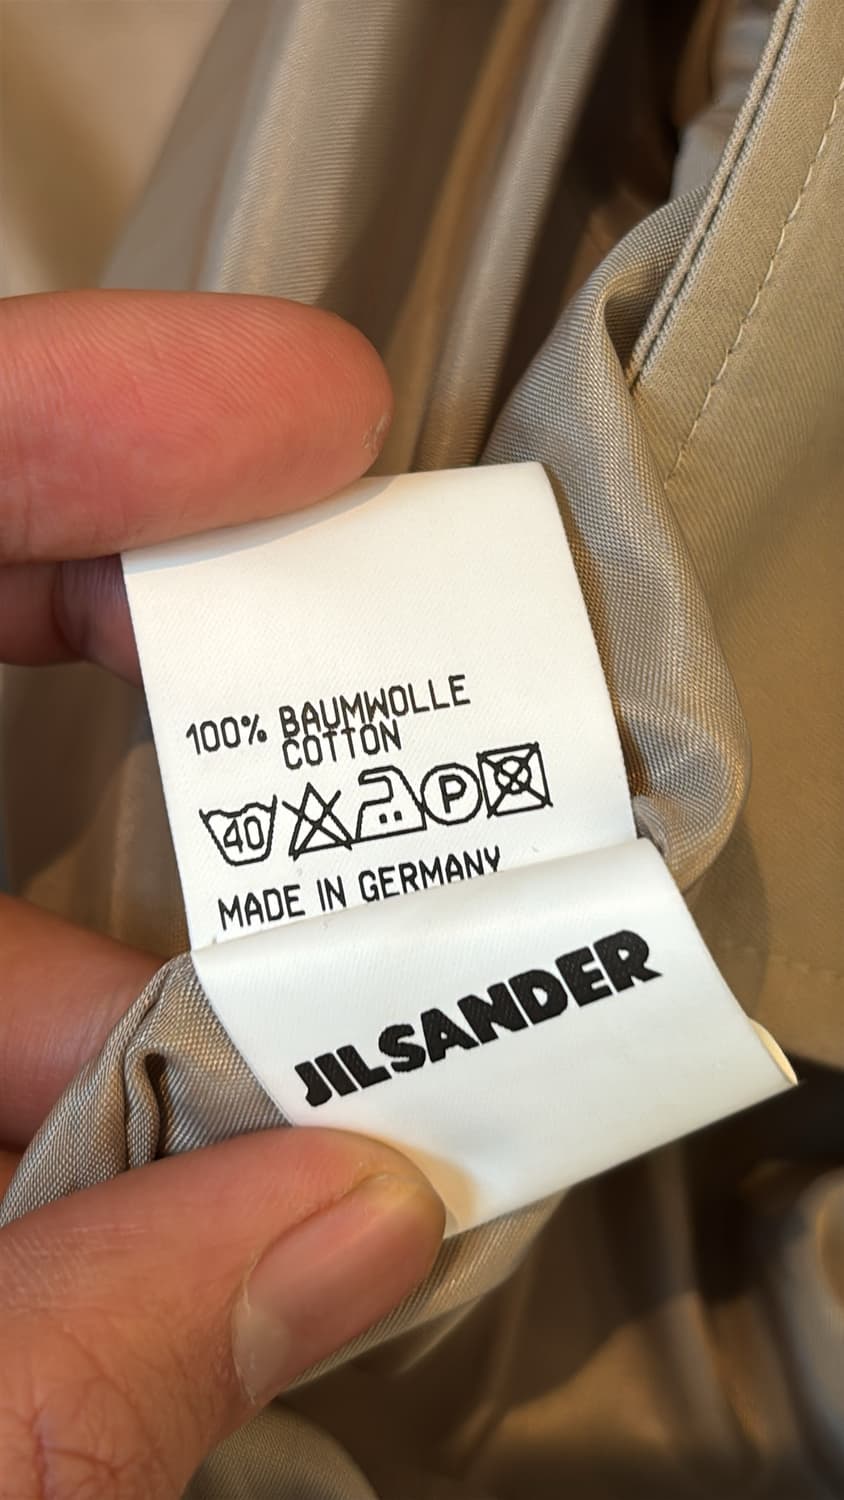 100% BAUMWOLLE
COTTON
40 P
MADE IN GERMANY
JILSANDER